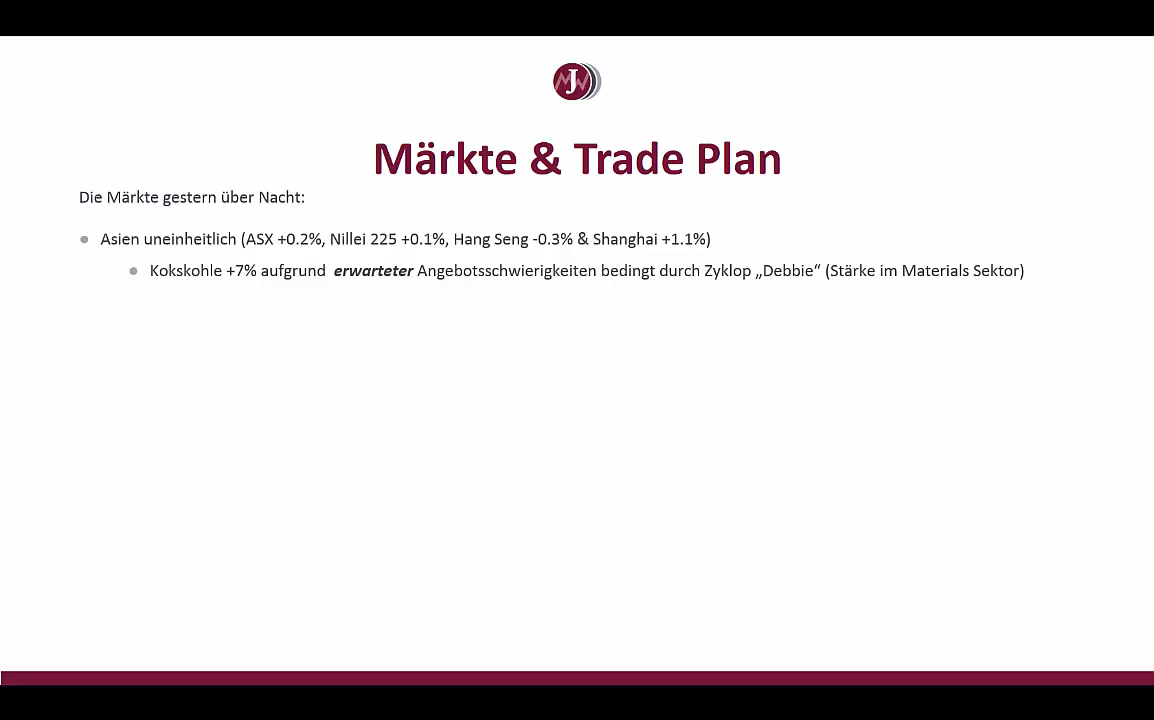 J
Märkte & Trade Plan
Die Märkte gestern über Nacht:
Asien uneinheitlich (ASX +0.2%, Nillei 225 +0.1%, Hang Seng -0.3% & Shanghai +1.1%)
Kokskohle +7% aufgrund erwarteter Angebotsschwierigkeiten bedingt durch Zyklop „Debbie“ (Stärke im Materials Sektor)